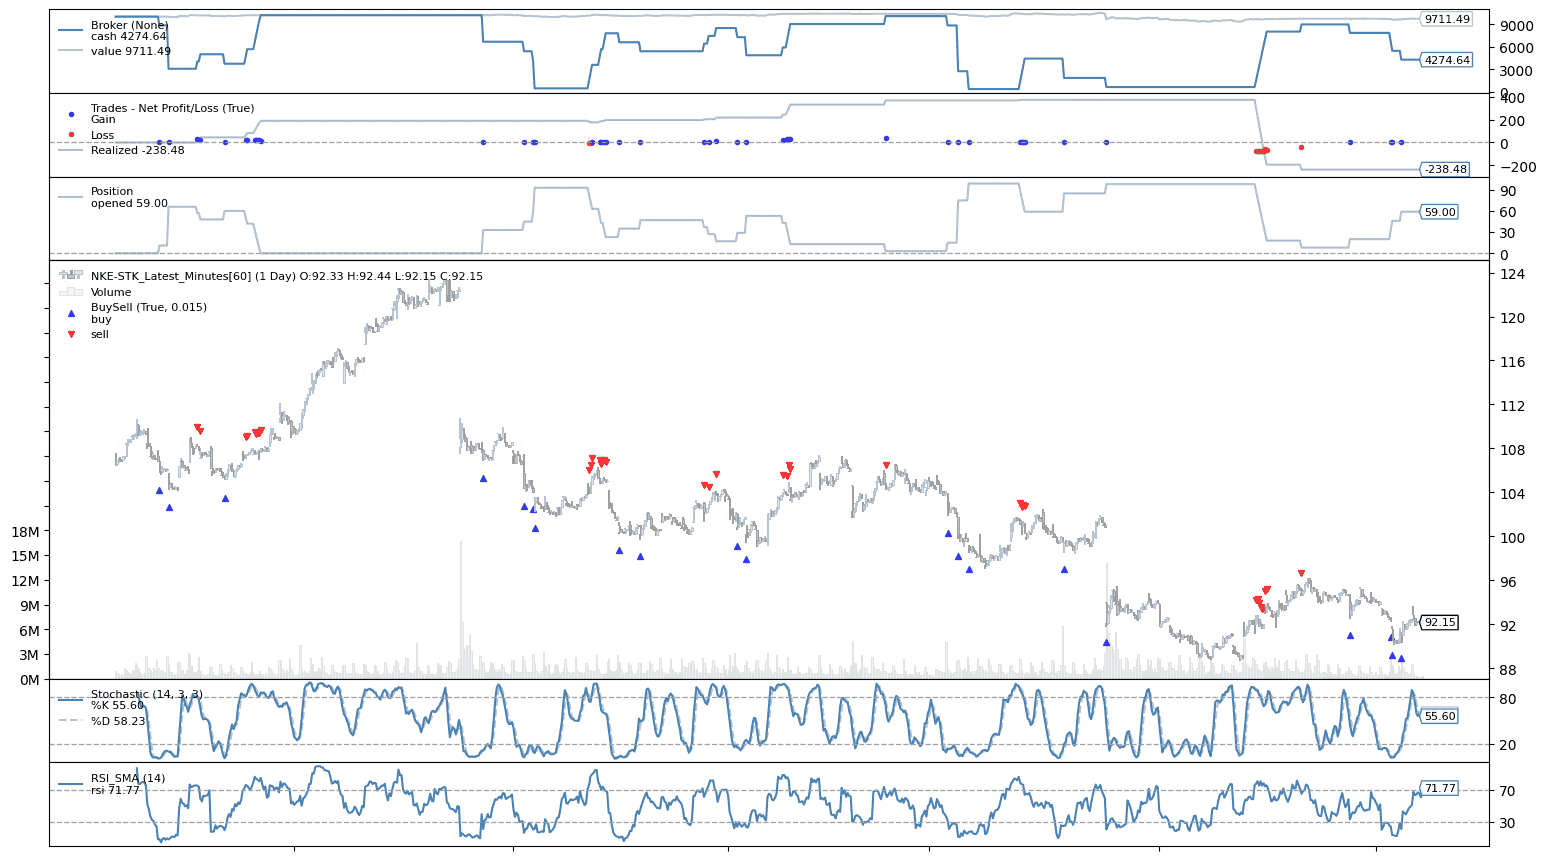 Broker (None)
cash 4274.64
value 9711.49
9000
6000
3000
0
9711.49
4274.64
Trades - Net Profit/Loss (True)
Gain
Loss
Realized -238.48
400
200
0
−200
-238.48
Position
opened 59.00
90
60
30
0
59.00
NKE-STK_Latest_Minutes[60] (1 Day) O:92.33 H:92.44 L:92.15 C:92.15
Volume
BuySell (True, 0.015)
buy
sell
124
120
116
112
108
104
100
96
92
88
92.15
18M
15M
12M
9M
6M
3M
0M
Stochastic (14, 3, 3)
%K 55.60
%D 58.23
80
20
55.60
RSI_SMA (14)
rsi 71.77
70
30
71.77